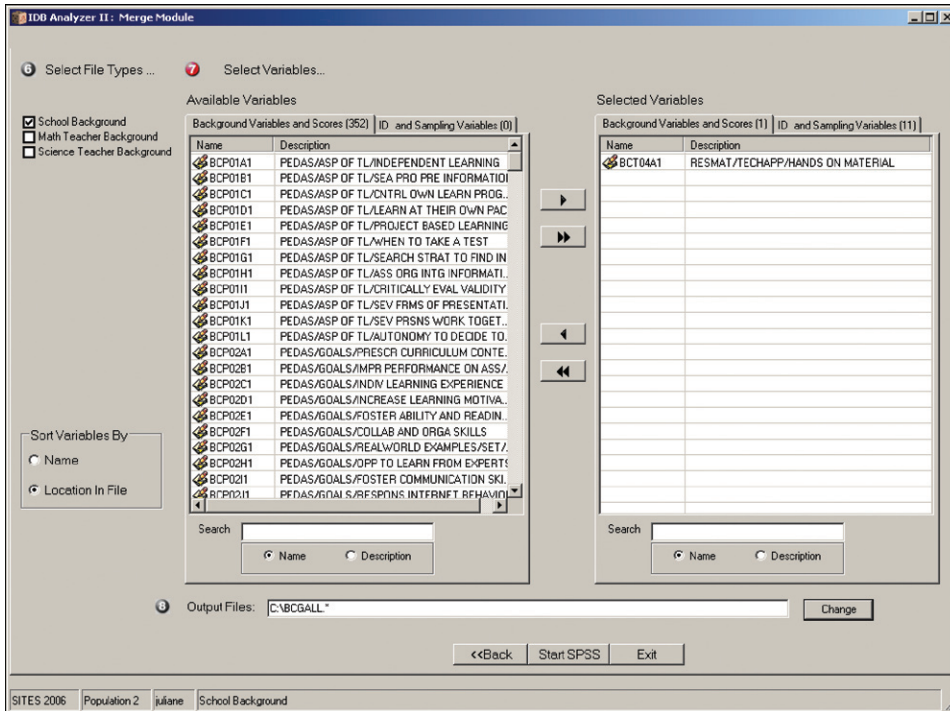 IDB Analyzer II: Merge Module
6 Select File Types ... 7 Select Variables...
Available Variables
Selected Variables
School Background
Math Teacher Background
Science Teacher Background
Background Variables and Scores (352) ID and Sampling Variables (0)
Name Description
BCP01A1 PEDAS/ASP OF TL/INDEPENDENT LEARNING
BCP01B1 PEDAS/ASP OF TL/SEA PRO PRE INFORMATIO
BCP01C1 PEDAS/ASP OF TL/CNTRL OWN LEARN PROG...
BCP01D1 PEDAS/ASP OF TL/LEARN AT THEIR OWN PAC
BCP01E1 PEDAS/ASP OF TL/PROJECT BASED LEARNING
BCP01F1 PEDAS/ASP OF TL/WHEN TO TAKE A TEST
BCP01G1 PEDAS/ASP OF TL/SEARCH STRAT TO FIND IN
BCP01H1 PEDAS/ASP OF TL/ASS ORG INTG INFORMATI...
BCP01I1 PEDAS/ASP OF TL/CRITICALLY EVAL VALIDITY
BCP01J1 PEDAS/ASP OF TL/SEV FRMS OF PRESENTATI...
BCP01K1 PEDAS/ASP OF TL/SEV PRSNS WORK TOGET...
BCP01L1 PEDAS/ASP OF TL/AUTONOMY TO DECIDE TO...
BCP02A1 PEDAS/GOALS/PRESCR CURRICULUM CONTE...
BCP02B1 PEDAS/GOALS/IMPR PERFORMANCE ON ASS/...
BCP02C1 PEDAS/GOALS/INDIV LEARNING EXPERIENCE
BCP02D1 PEDAS/GOALS/INCREASE LEARNING MOTIVA...
BCP02E1 PEDAS/GOALS/FOSTER ABILITY AND READIN...
BCP02F1 PEDAS/GOALS/COLLAB AND ORGA SKILLS
BCP02G1 PEDAS/GOALS/REALWORLD EXAMPLES/SET/...
BCP02H1 PEDAS/GOALS/OPP TO LEARN FROM EXPERTS
BCP02I1 PEDAS/GOALS/FOSTER COMMUNICATION SKI...
BCP02J1 PEDAS/GOALS/RESPONS INTERNET BEHAVIOU
Background Variables and Scores (1) ID and Sampling Variables (11)
Name Description
BCT04A1 RESMAT/TECHAPP/HANDS ON MATERIAL
Sort Variables By
Name
Location In File
Search
Name Description
Search
Name Description
8 Output Files: C:\BCGALL.* Change
<<Back Start SPSS Exit
SITES 2006 Population 2 juliane School Background